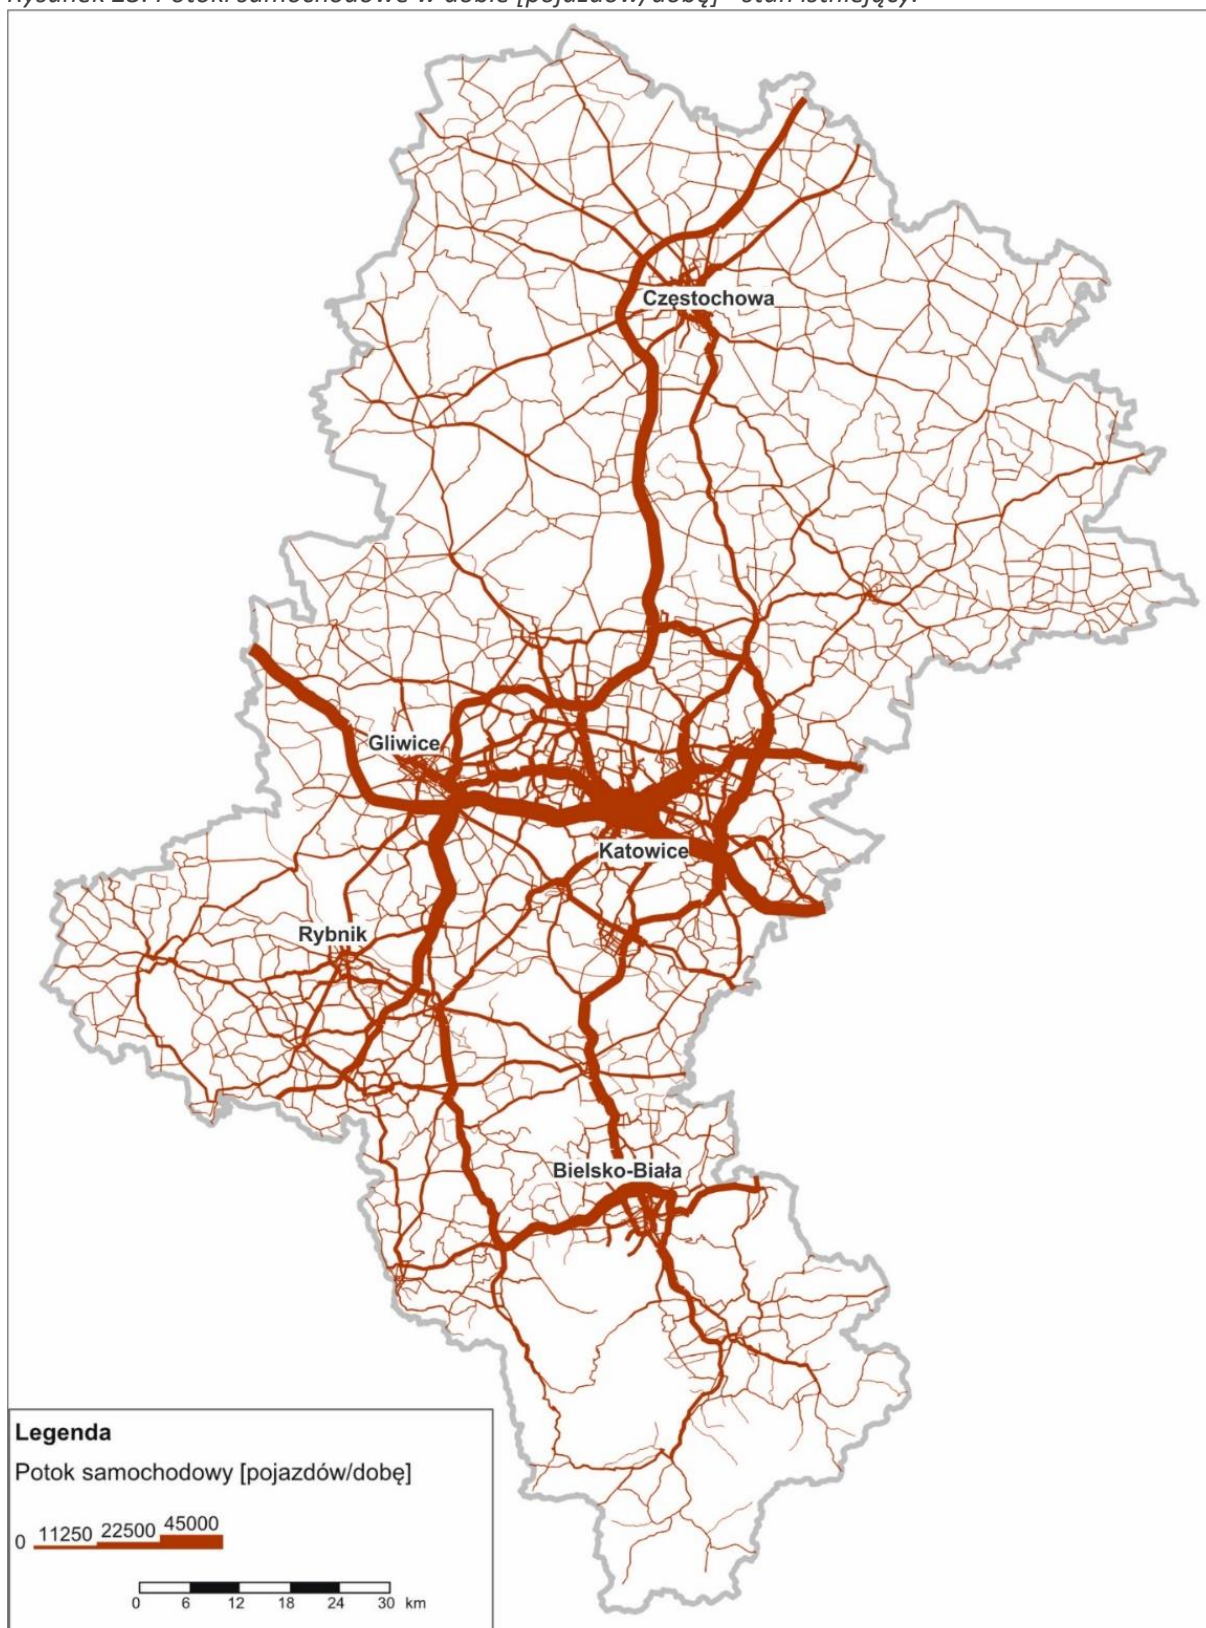 Częstochowa
Gliwice
Katowice
Rybnik
Bielsko-Biała
Legenda
Potok samochodowy [pojazdów/dobę]
0 11250 22500 45000
0 6 12 18 24 30 km